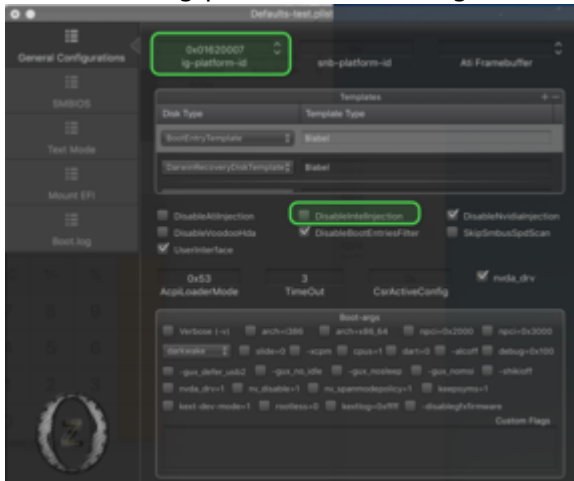 Defaults-test.plist
General Configurations
SMBIOS
Text Mode
Mount EFI
Boot.log
0x01620007
ig-platform-id
snb-platform-id
Ati Framebuffer
Templates + -
Disk Type Template Type
BootEntryTemplate $label
DarwinRecoveryDiskTemplate $label
DisableAtiInjection DisableIntelInjection DisableNvidiaInjection
DisableVoodooHda DisableBootEntriesFilter SkipSmbusSpdScan
UserInterface
0x53 3 nvda_drv
AcpiLoaderMode TimeOut CsrActiveConfig
Boot-args
Verbose (-v) arch=i386 arch=x86_64 npci=0x2000 npci=0x3000
darkwake slide=0 -xcpm cpus=1 dart=0 -alcoff debug=0x100
-gux_defer_usb2 -gux_no_idle -gux_nosleep -gux_nomsi -shikioff
nvda_drv=1 nv_disable=1 nv_spanmodepolicy=1 keepsyms=1
kext-dev-mode=1 rootless=0 kextlog=0xffff -disablegfxfirmware
Custom Flags
Z